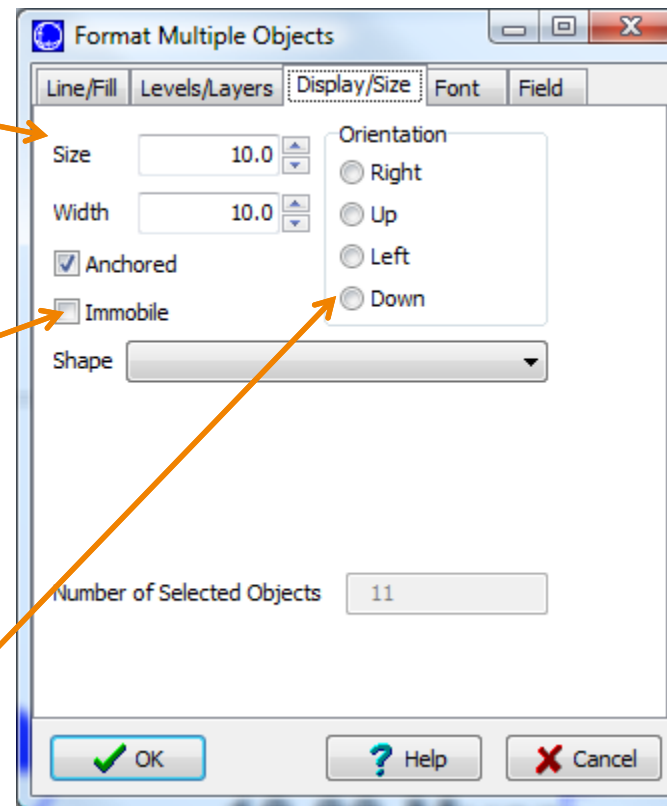 Format Multiple Objects
Line/Fill Levels/Layers Display/Size Font Field
Size 10.0
Width 10.0
Anchored
Immobile
Orientation
Right
Up
Left
Down
Shape
Number of Selected Objects 11
OK Help Cancel